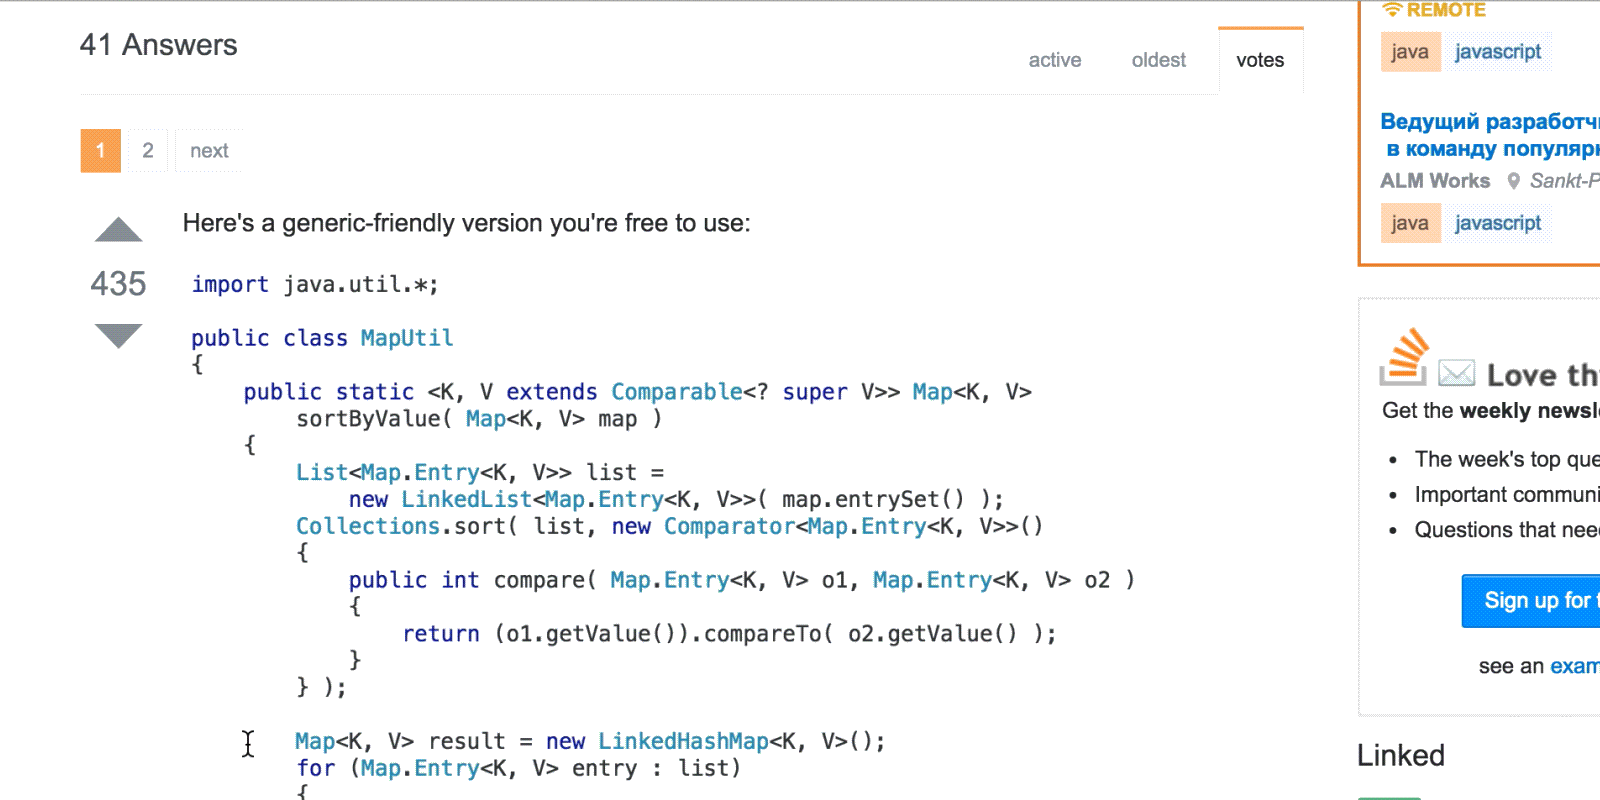 41 Answers
active oldest votes
1 2 next
435
Here's a generic-friendly version you're free to use:
import java.util.*;
public class MapUtil
{
    public static <K, V extends Comparable<? super V>> Map<K, V>
        sortByValue( Map<K, V> map )
    {
        List<Map.Entry<K, V>> list =
            new LinkedList<Map.Entry<K, V>>( map.entrySet() );
        Collections.sort( list, new Comparator<Map.Entry<K, V>>()
        {
            public int compare( Map.Entry<K, V> o1, Map.Entry<K, V> o2 )
            {
                return (o1.getValue()).compareTo( o2.getValue() );
            }
        } );
        Map<K, V> result = new LinkedHashMap<K, V>();
        for (Map.Entry<K, V> entry : list)
        {
REMOTE
java javascript
Ведущий разработч
в команду популяр
ALM Works Sankt-P
java javascript
Love th
Get the weekly newsl
• The week's top que
• Important communi
• Questions that nee
Sign up for t
see an exam
Linked